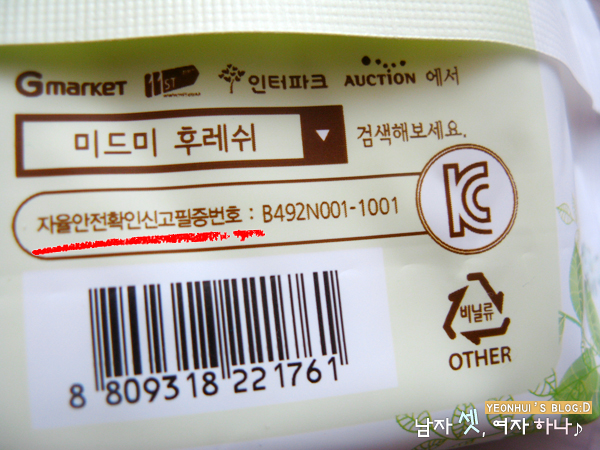 Gmarket 11ST 인터파크 AUCTION 에서
미드미 후레쉬 검색해보세요.
자율안전확인신고필증번호 : B492N001-1001
KC
비닐류
OTHER
8 809318 221761
YEONHUI'S BLOG:D
남자 셋, 여자 하나♪